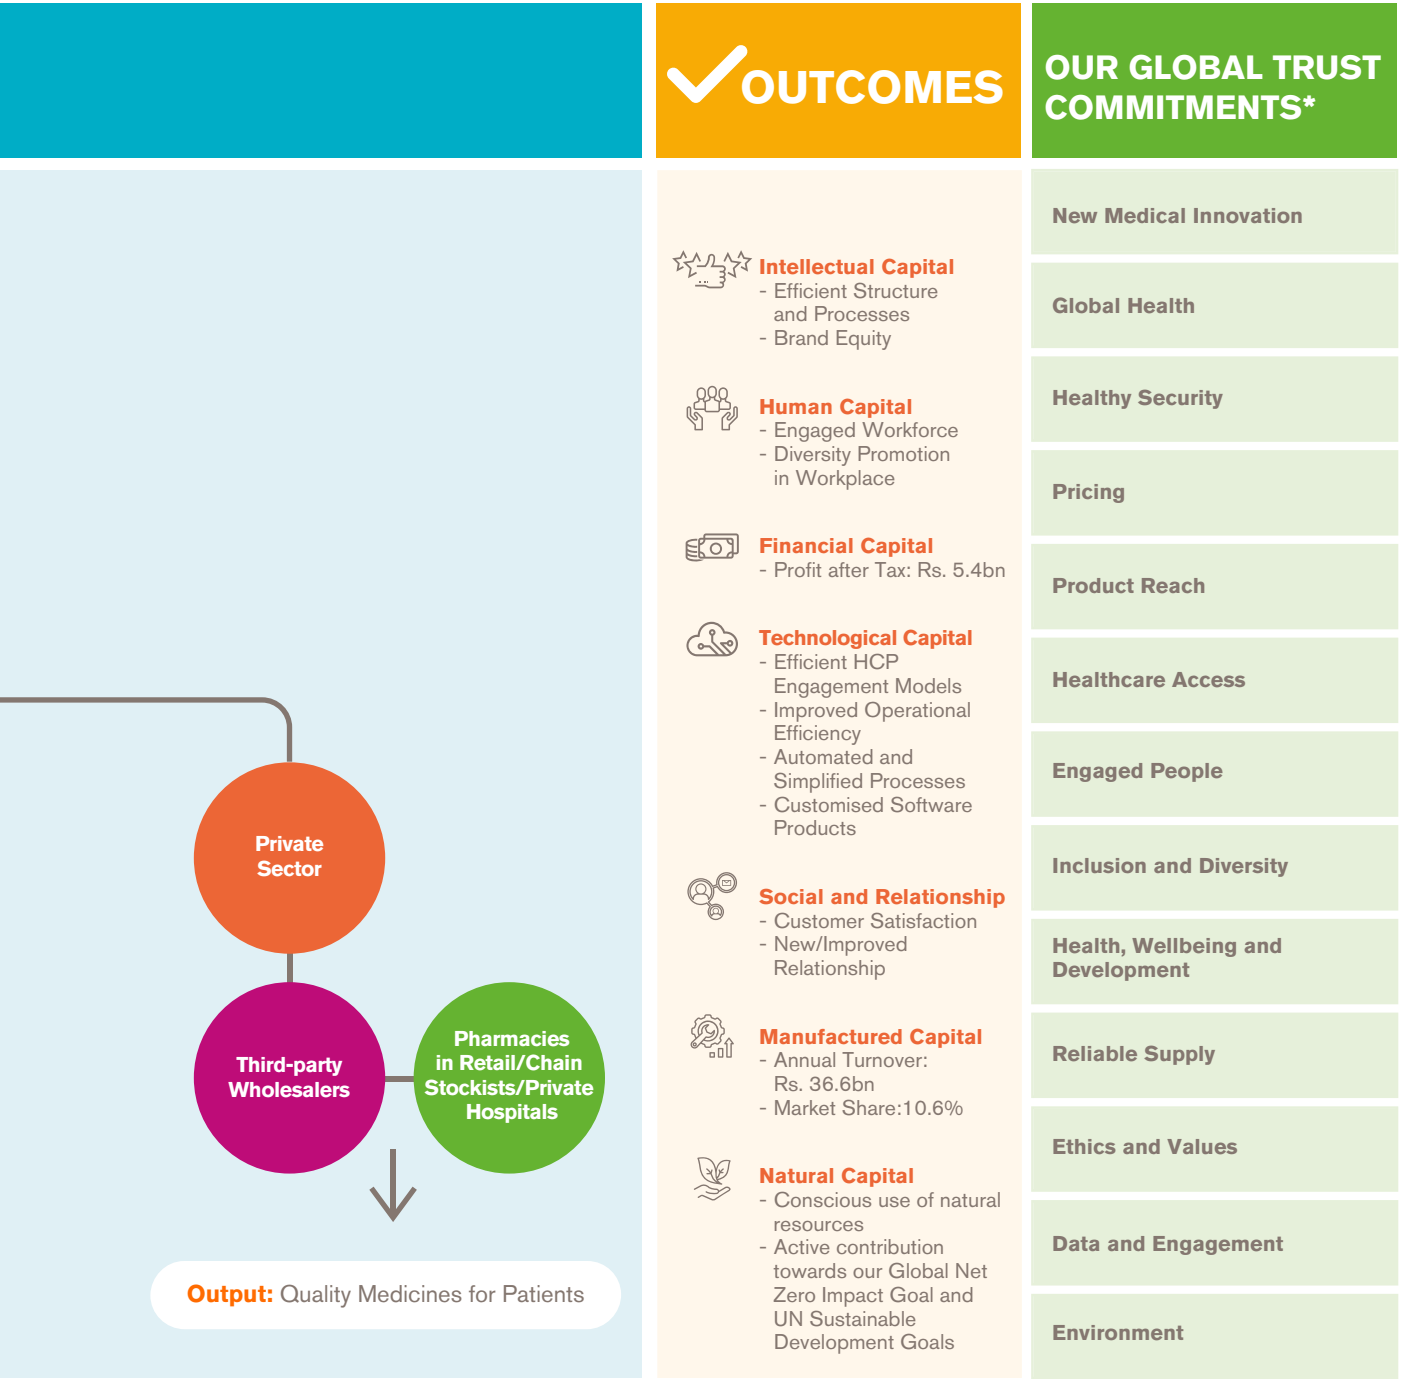 Private
Sector
Third-party
Wholesalers
Pharmacies
in Retail/Chain
Stockists/Private
Hospitals
Output: Quality Medicines for Patients
OUTCOMES
Intellectual Capital
- Efficient Structure
and Processes
- Brand Equity
Human Capital
- Engaged Workforce
- Diversity Promotion
in Workplace
Financial Capital
- Profit after Tax: Rs. 5.4bn
Technological Capital
- Efficient HCP
Engagement Models
- Improved Operational
Efficiency
- Automated and
Simplified Processes
- Customised Software
Products
Social and Relationship
- Customer Satisfaction
- New/Improved
Relationship
Manufactured Capital
- Annual Turnover:
Rs. 36.6bn
- Market Share:10.6%
Natural Capital
- Conscious use of natural
resources
- Active contribution
towards our Global Net
Zero Impact Goal and
UN Sustainable
Development Goals
OUR GLOBAL TRUST
COMMITMENTS*
New Medical Innovation
Global Health
Healthy Security
Pricing
Product Reach
Healthcare Access
Engaged People
Inclusion and Diversity
Health, Wellbeing and
Development
Reliable Supply
Ethics and Values
Data and Engagement
Environment